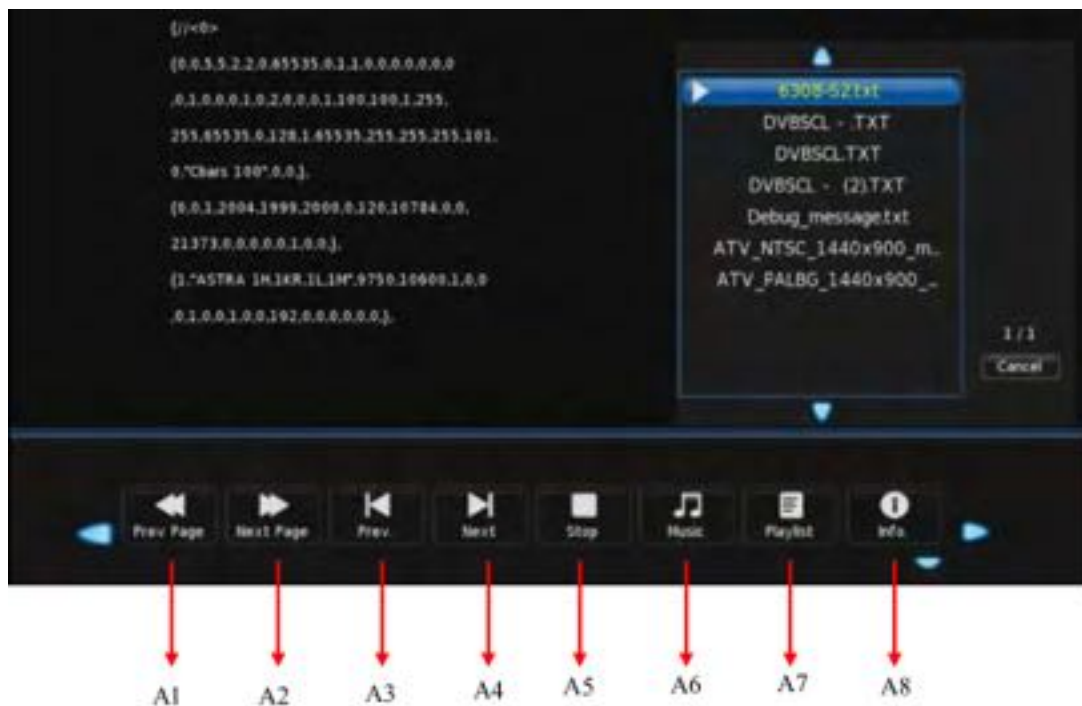 {//<0>
{0,0,5,5,2,2,0,65535,0,1,1,0,0,0,0,0,0,0
,0,1,0,0,0,1,0,2,0,0,0,1,100,100,1,255,
255,65535,0,128,1,65535,255,255,255,101,
0,"Cbars 100",0,0,},
{0,0,1,2004,1999,2000,0,120,10784,0,0,
21373,0,0,0,0,0,1,0,0,},
{1,"ASTRA 1H,1KR,1L,1M",9750,10600,1,0,0
,0,1,0,0,1,0,0,192,0,0,0,0,0,0,},
6308-52.txt
DVBSCL - .TXT
DVBSCL.TXT
DVBSCL - (2).TXT
Debug_message.txt
ATV_NTSC_1440x900_m..
ATV_PALBG_1440x900_..
1 / 1
Cancel
Prev Page Next Page Prev. Next Stop Music Playlist Info.
A1 A2 A3 A4 A5 A6 A7 A8